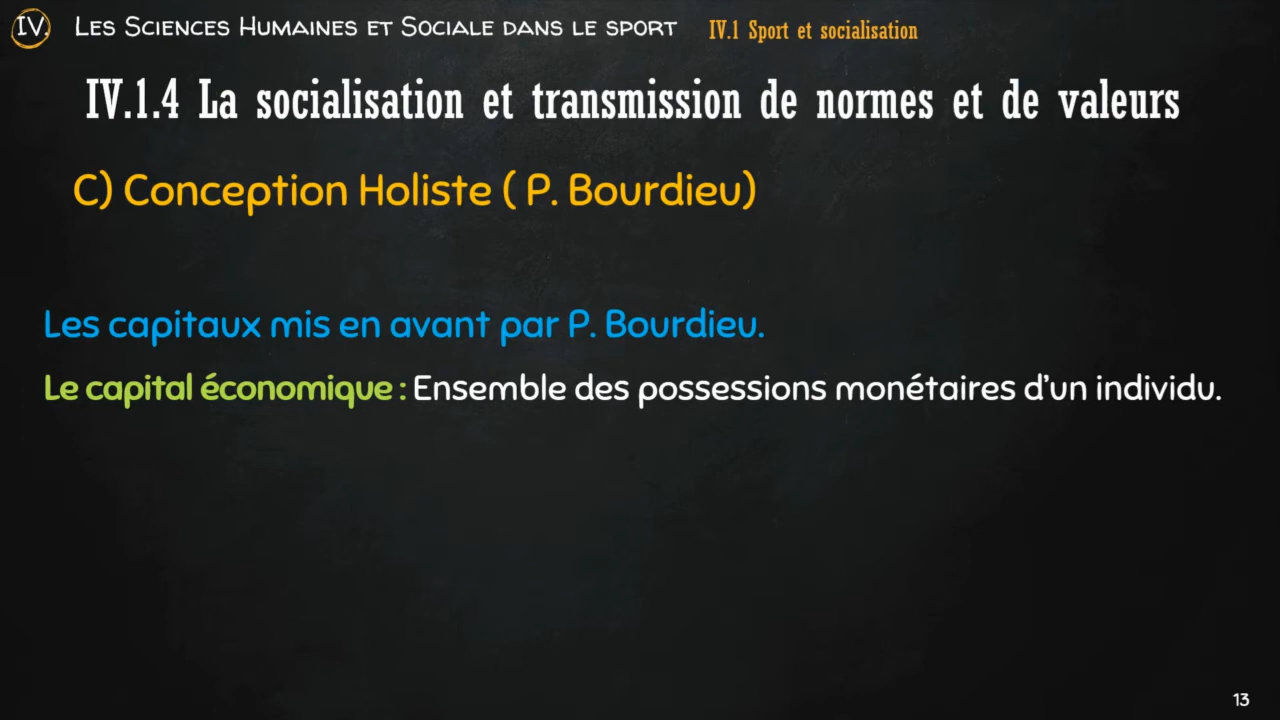 IV. Les Sciences Humaines et Sociale dans le sport IV.1 Sport et socialisation
IV.1.4 La socialisation et transmission de normes et de valeurs
C) Conception Holiste ( P. Bourdieu)
Les capitaux mis en avant par P. Bourdieu.
Le capital économique : Ensemble des possessions monétaires d’un individu.
13